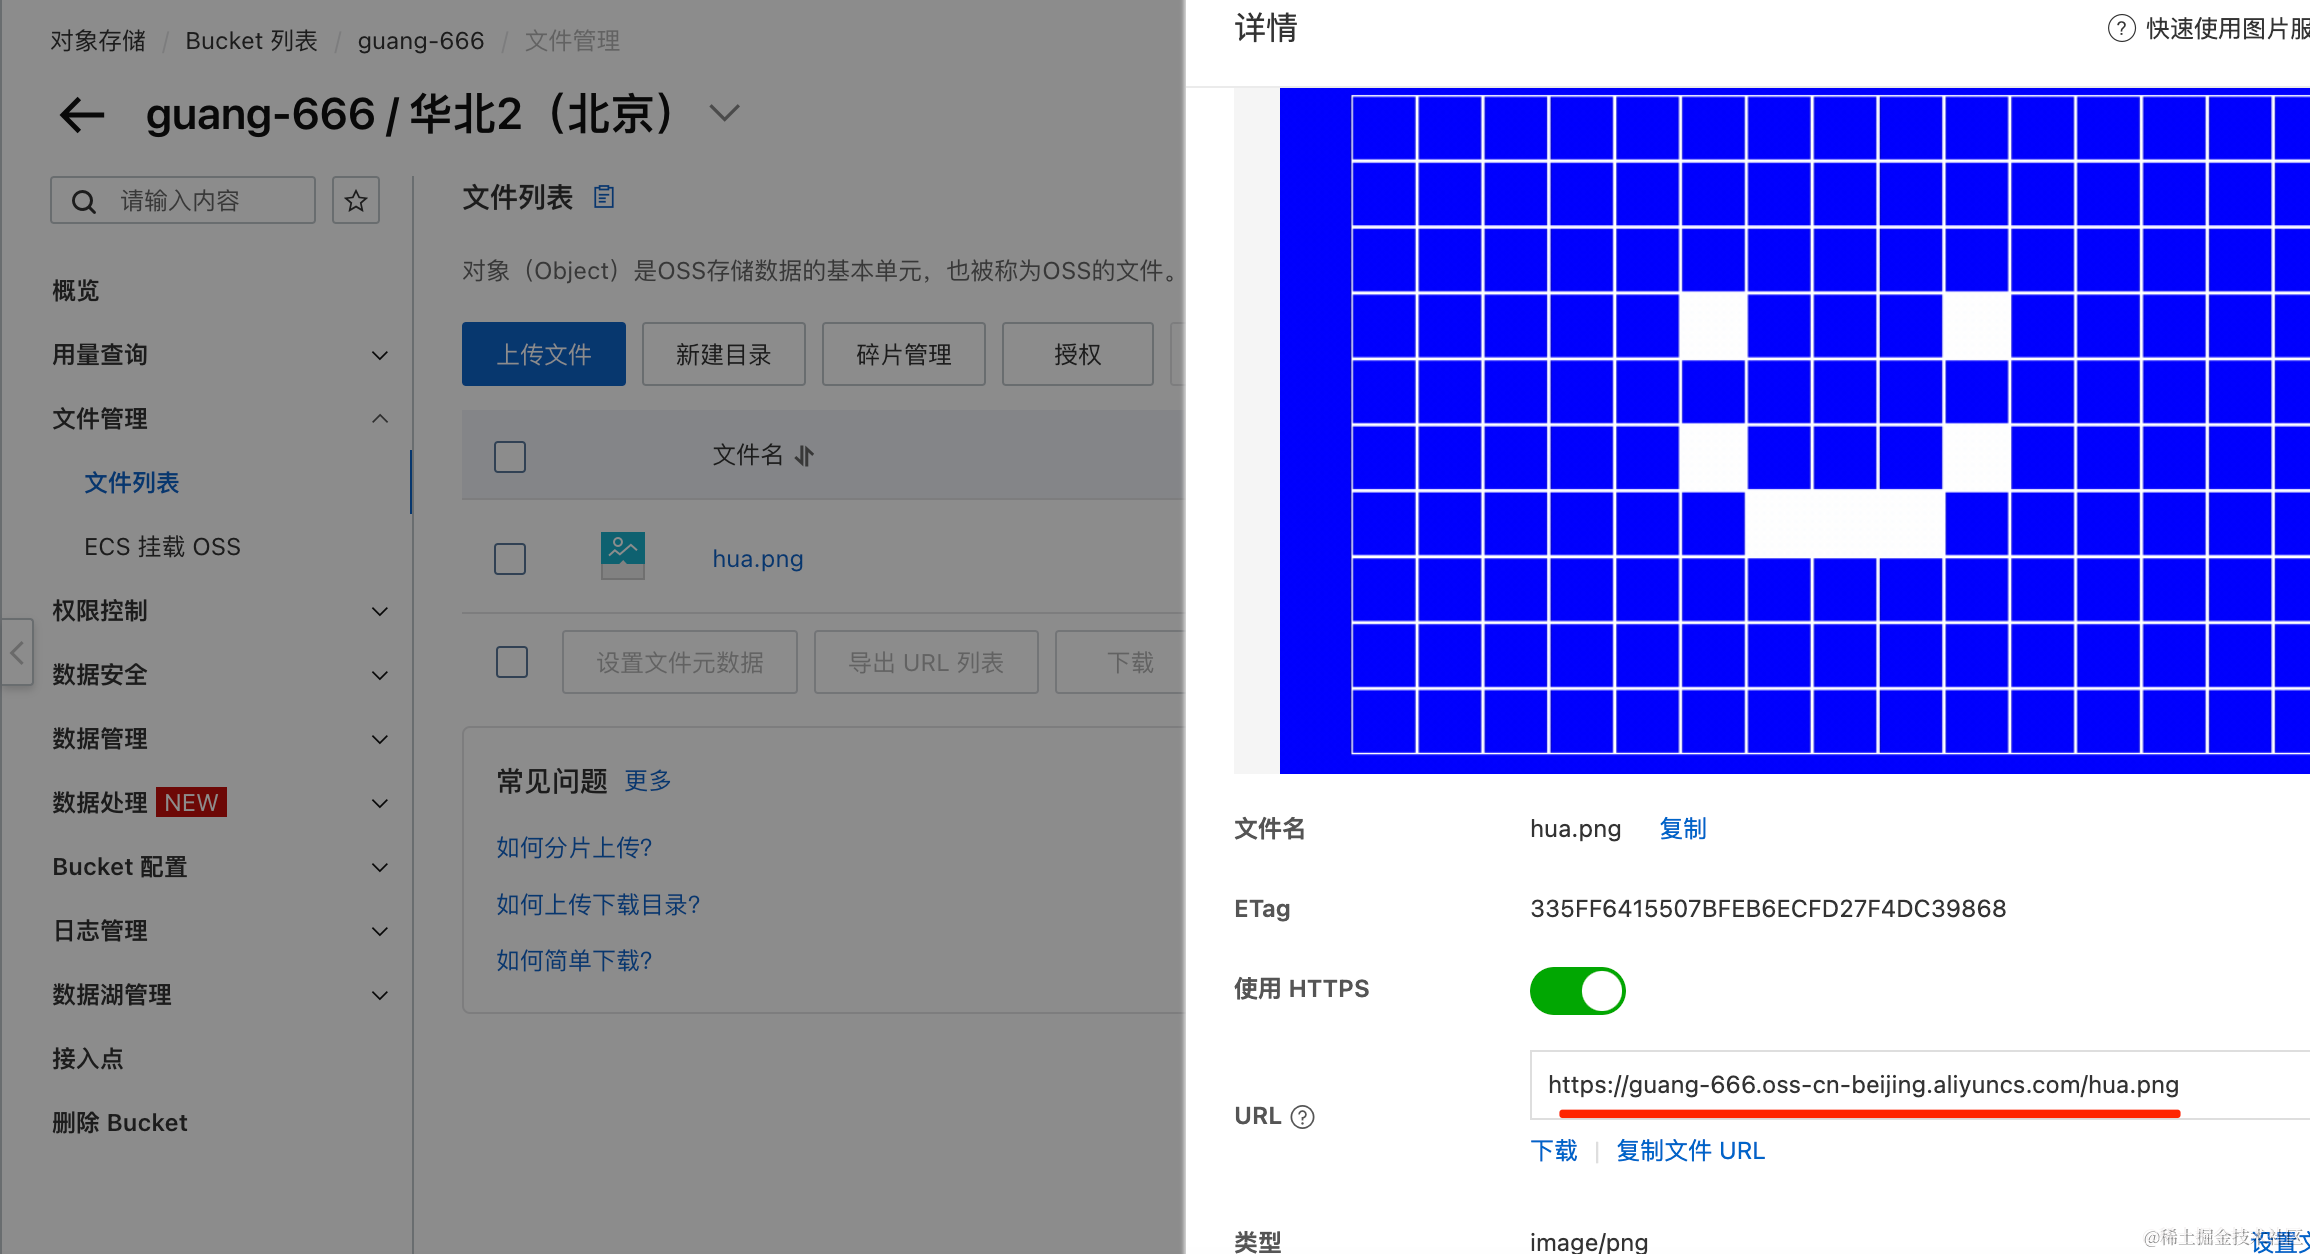 对象存储 / Bucket 列表 / guang-666 / 文件管理
guang-666 / 华北2（北京）
请输入内容
概览
用量查询
文件管理
文件列表
ECS 挂载 OSS
权限控制
数据安全
数据管理
数据处理 NEW
Bucket 配置
日志管理
数据湖管理
接入点
删除 Bucket
文件列表
对象（Object）是OSS存储数据的基本单元，也被称为OSS的文件。
上传文件 新建目录 碎片管理 授权
文件名
hua.png
设置文件元数据 导出 URL 列表 下载
常见问题 更多
如何分片上传?
如何上传下载目录?
如何简单下载?
详情
快速使用图片服
文件名 hua.png 复制
ETag 335FF6415507BFEB6ECFD27F4DC39868
使用 HTTPS
URL https://guang-666.oss-cn-beijing.aliyuncs.com/hua.png
下载 复制文件 URL
类型 image/png 设置文
@稀土掘金技术社区